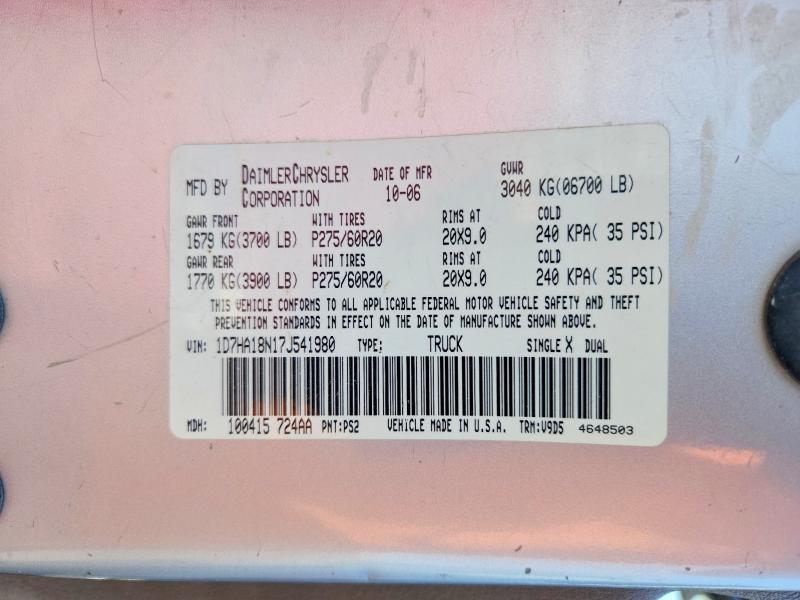 MFD BY DAIMLERCHRYSLER CORPORATION DATE OF MFR 10-06 GVWR 3040 KG(06700 LB)
GAWR FRONT WITH TIRES RIMS AT COLD
1679 KG(3700 LB) P275/60R20 20X9.0 240 KPA( 35 PSI)
GAWR REAR WITH TIRES RIMS AT COLD
1770 KG(3900 LB) P275/60R20 20X9.0 240 KPA( 35 PSI)
THIS VEHICLE CONFORMS TO ALL APPLICABLE FEDERAL MOTOR VEHICLE SAFETY AND THEFT
PREVENTION STANDARDS IN EFFECT ON THE DATE OF MANUFACTURE SHOWN ABOVE.
VIN: 1D7HA18N17J541980 TYPE: TRUCK SINGLE X DUAL
MDH: 100415 724AA PNT:PS2 VEHICLE MADE IN U.S.A. TRM:V9D5 4648503